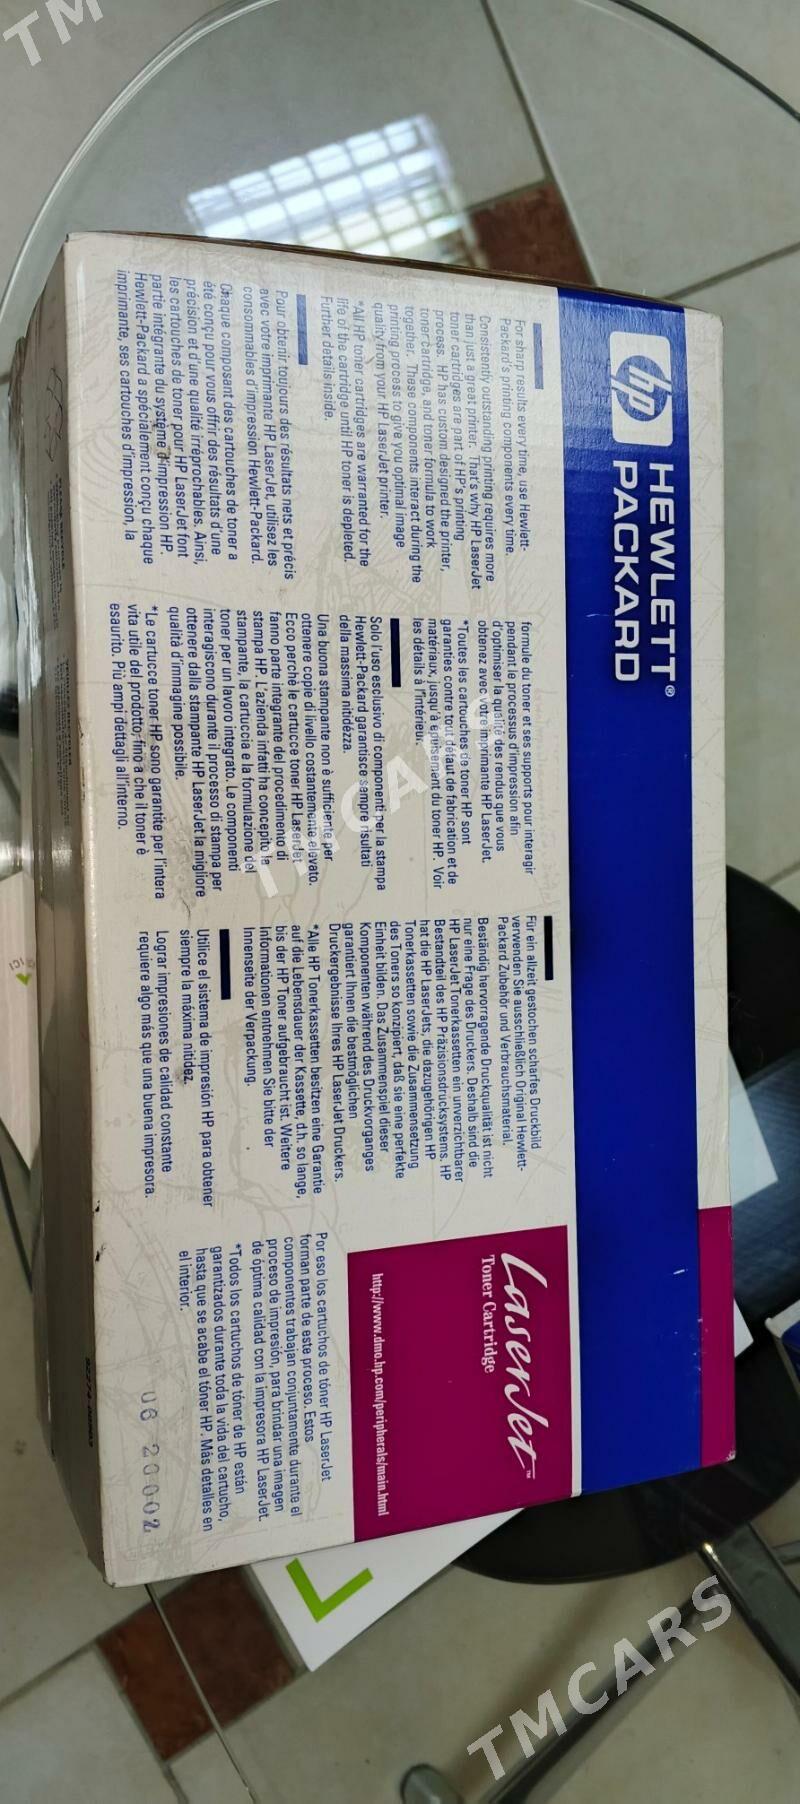 hp
HEWLETT®
PACKARD
LaserJet™
Toner Cartridge
http://www.dmo.hp.com/peripherals/main.html
For sharp results every time, use Hewlett-
Packard's printing components every time.
Consistently outstanding printing requires more
than just a great printer. That's why HP LaserJet
toner cartridges are part of HP's printing
process. HP has custom designed the printer,
toner cartridge, and toner formula to work
together. These components interact during the
printing process to give you optimal image
quality from your HP LaserJet printer.
*All HP toner cartridges are warranted for the
life of the cartridge until HP toner is depleted.
Further details inside.
Pour obtenir toujours des résultats nets et précis
avec votre imprimante HP LaserJet, utilisez les
consommables d'impression Hewlett-Packard.
Chaque composant des cartouches de toner a
été conçu pour vous offrir des résultats d'une
précision et d'une qualité irréprochables. Ainsi,
les cartouches de toner pour HP LaserJet font
partie intégrante du système d'impression HP.
Hewlett-Packard a spécialement conçu chaque
imprimante, ses cartouches d'impression, la
formule du toner et ses supports pour interagir
pendant le processus d'impression afin
d'optimiser la qualité des rendus que vous
obtenez avec votre imprimante HP LaserJet.
*Toutes les cartouches de toner HP sont
garanties contre tout défaut de fabrication et de
matériaux, jusqu'à épuisement du toner HP. Voir
les détails à l'intérieur.
Solo l'uso esclusivo di componenti per la stampa
Hewlett-Packard garantisce sempre risultati
della massima nitidezza.
Una buona stampante non è sufficiente per
ottenere copie di livello costantemente elevato.
Ecco perchè le cartucce toner HP LaserJet
fanno parte integrante del procedimento di
stampa HP. L'azienda infatti ha concepito la
stampante, la cartuccia e la formulazione del
toner per un lavoro integrato. Le componenti
interagiscono durante il processo di stampa per
ottenere dalla stampante HP LaserJet la migliore
qualità d'immagine possibile.
*Le cartucce toner HP sono garantite per l'intera
vita utile del prodotto: fino a che il toner è
esaurito. Più ampi dettagli all'interno.
Für ein allzeit gestochen scharfes Druckbild
verwenden Sie ausschließlich Original Hewlett-
Packard Zubehör und Verbrauchsmaterial.
Beständig hervorragende Druckqualität ist nicht
nur eine Frage des Druckers. Deshalb sind die
HP LaserJet Tonerkassetten ein unverzichtbarer
Bestandteil des HP Präzisionsdrucksystems. HP
hat die HP LaserJets, die dazugehörigen HP
Tonerkassetten sowie die Zusammensetzung
des Toners so konzipiert, daß sie eine perfekte
Einheit bilden. Das Zusammenspiel dieser
Komponenten während des Druckvorganges
garantiert Ihnen die bestmöglichen
Druckergebnisse Ihres HP LaserJet Druckers.
*Alle HP Tonerkassetten besitzen eine Garantie
auf die Lebensdauer der Kassette, d.h. so lange,
bis der HP Toner aufgebraucht ist. Weitere
Informationen entnehmen Sie bitte der
Innenseite der Verpackung.
Utilice el sistema de impresión HP para obtener
siempre la máxima nitidez.
Lograr impresiones de calidad constante
requiere algo más que una buena impresora.
Por eso los cartuchos de tóner HP LaserJet
forman parte de este proceso. Estos
componentes trabajan conjuntamente durante el
proceso de impresión, para brindar una imagen
de óptima calidad con la impresora HP LaserJet.
*Todos los cartuchos de tóner de HP están
garantizados durante toda la vida del cartucho,
hasta que se acabe el tóner HP. Más detalles en
el interior.
TMCARS
TMCARS